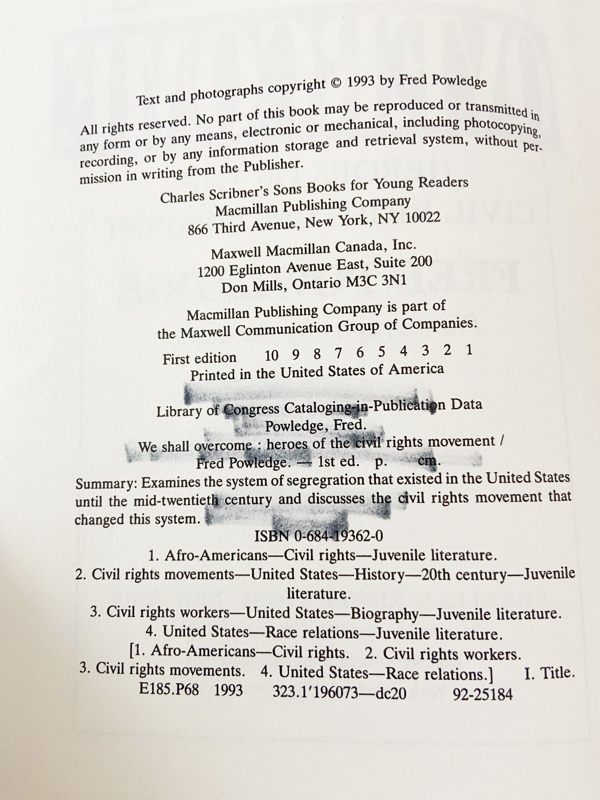 Text and photographs copyright © 1993 by Fred Powledge
All rights reserved. No part of this book may be reproduced or transmitted in
any form or by any means, electronic or mechanical, including photocopying,
recording, or by any information storage and retrieval system, without per-
mission in writing from the Publisher.
Charles Scribner's Sons Books for Young Readers
Macmillan Publishing Company
866 Third Avenue, New York, NY 10022
Maxwell Macmillan Canada, Inc.
1200 Eglinton Avenue East, Suite 200
Don Mills, Ontario M3C 3N1
Macmillan Publishing Company is part of
the Maxwell Communication Group of Companies.
First edition 10 9 8 7 6 5 4 3 2 1
Printed in the United States of America
Library of Congress Cataloging-in-Publication Data
Powledge, Fred.
We shall overcome : heroes of the civil rights movement /
Fred Powledge. — 1st ed. p. cm.
Summary: Examines the system of segregration that existed in the United States
until the mid-twentieth century and discusses the civil rights movement that
changed this system.
ISBN 0-684-19362-0
1. Afro-Americans—Civil rights—Juvenile literature.
2. Civil rights movements—United States—History—20th century—Juvenile
literature.
3. Civil rights workers—United States—Biography—Juvenile literature.
4. United States—Race relations—Juvenile literature.
[1. Afro-Americans—Civil rights. 2. Civil rights workers.
3. Civil rights movements. 4. United States—Race relations.] I. Title.
E185.P68 1993 323.1'196073—dc20 92-25184